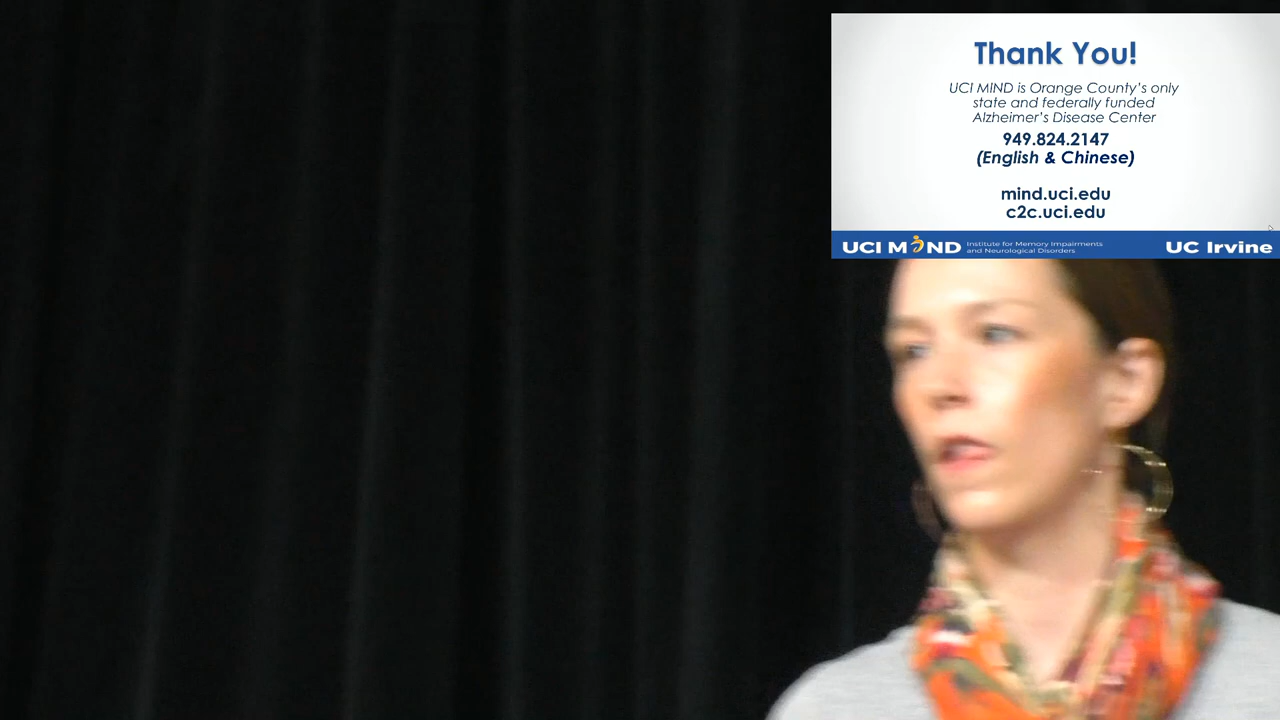 Thank You!
UCI MIND is Orange County's only
state and federally funded
Alzheimer's Disease Center
949.824.2147
(English & Chinese)
mind.uci.edu
c2c.uci.edu
UCI MIND Institute for Memory Impairments
and Neurological Disorders
UC Irvine